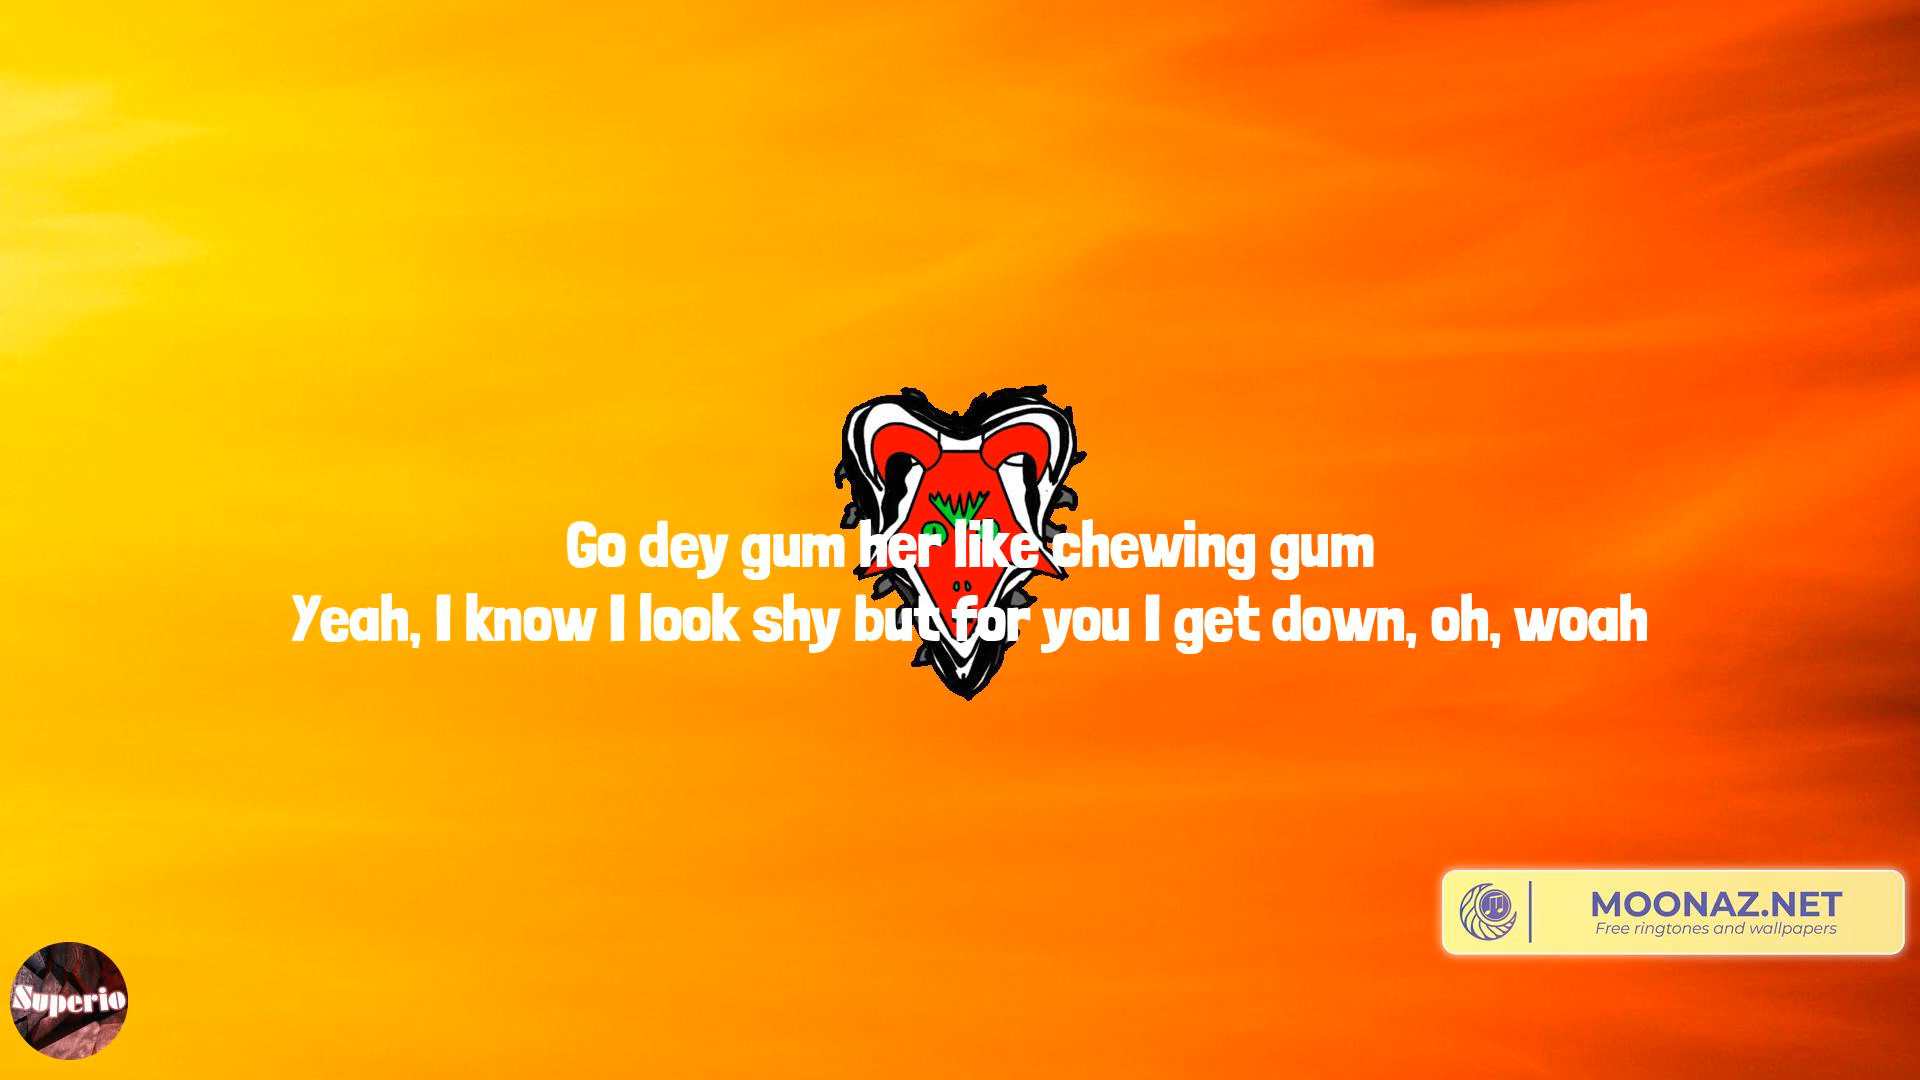 Go dey gum her like chewing gum
Yeah, I know I look shy but for you I get down, oh, woah
MOONAZ.NET
Free ringtones and wallpapers
Superio